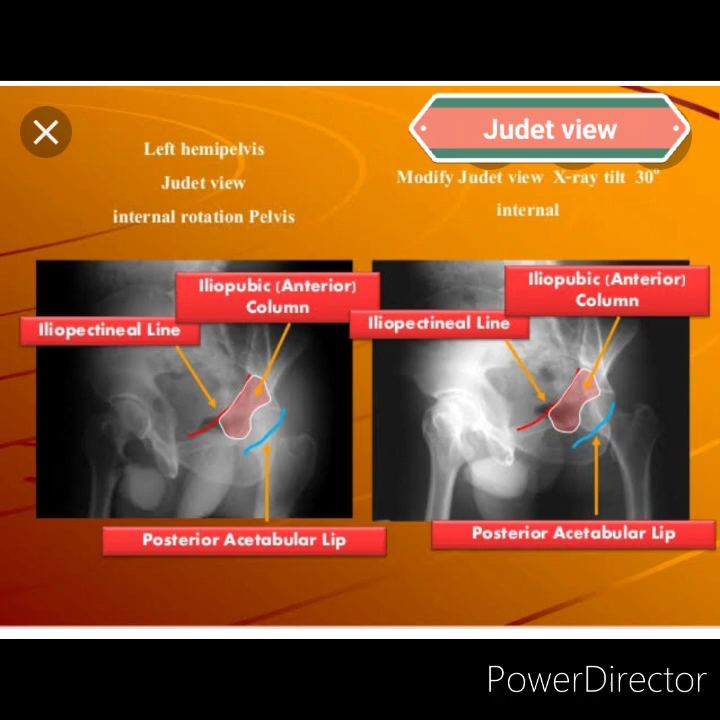 Judet view
Left hemipelvis
Judet view
internal rotation Pelvis
Modify Judet view X-ray tilt 30"
internal
Iliopubic (Anterior)
Column
Iliopectineal Line
Posterior Acetabular Lip
Iliopubic (Anterior)
Column
Iliopectineal Line
Posterior Acetabular Lip
PowerDirector